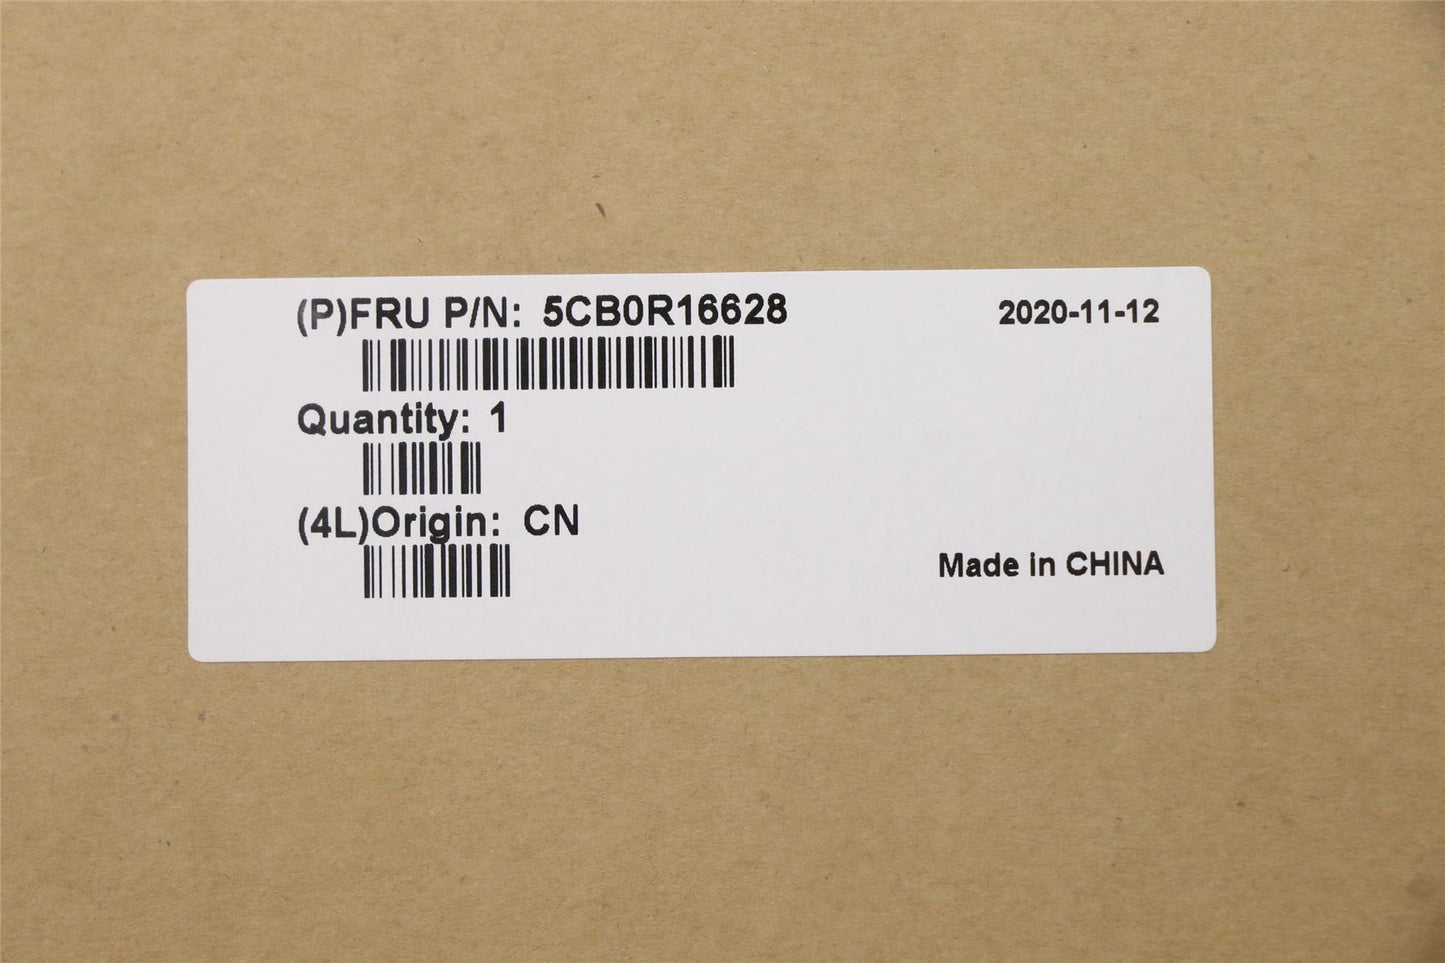 (P)FRU P/N: 5CB0R16628 2020-11-12
Quantity: 1
(4L)Origin: CN
Made in CHINA